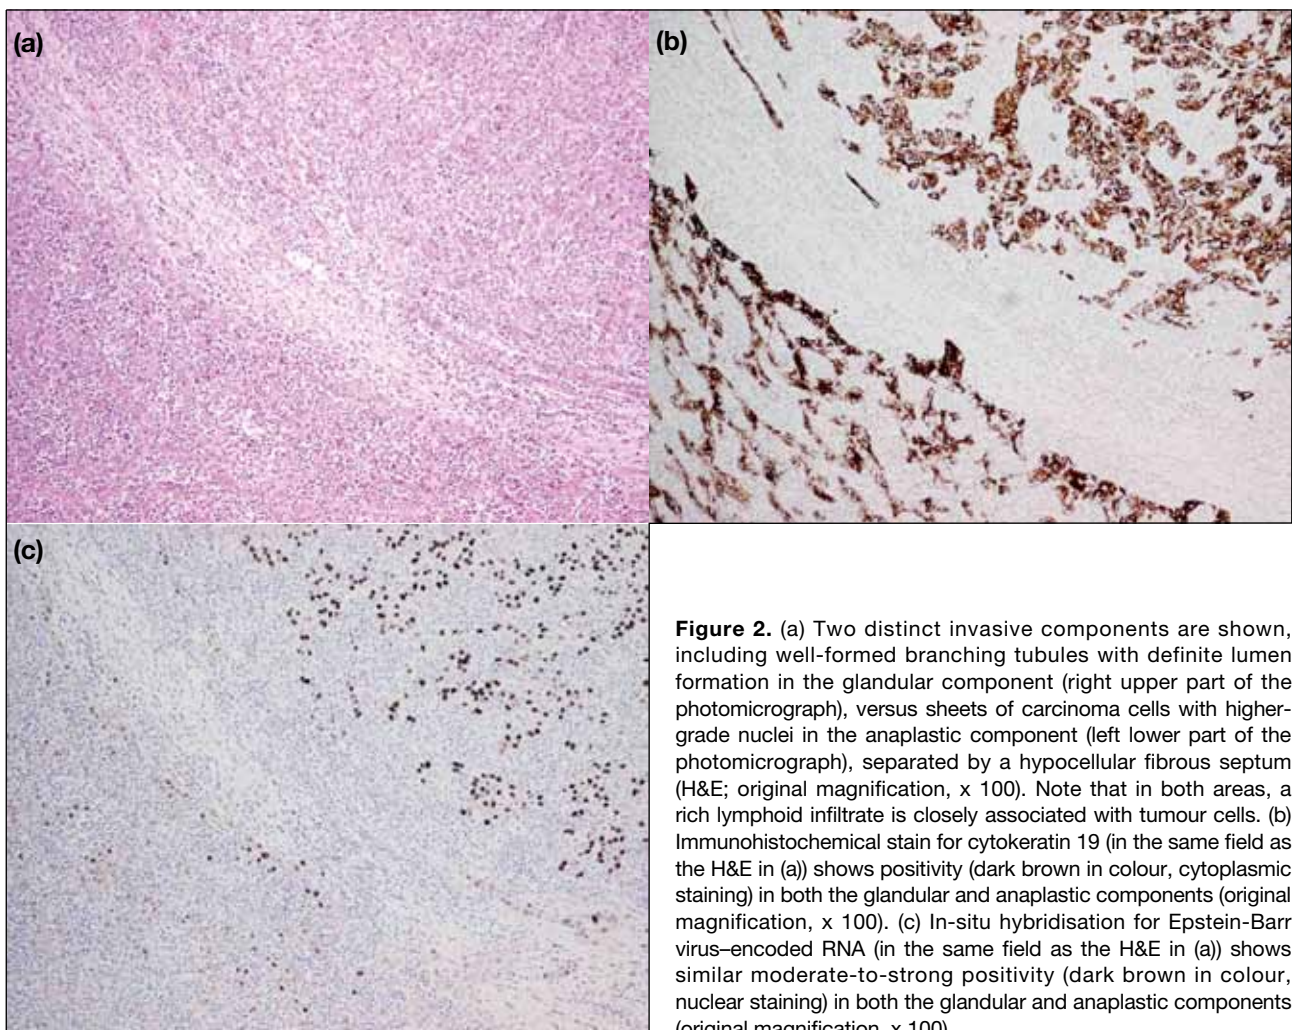 (a)
(b)
(c)
Figure 2. (a) Two distinct invasive components are shown,
including well-formed branching tubules with definite lumen
formation in the glandular component (right upper part of the
photomicrograph), versus sheets of carcinoma cells with higher-
grade nuclei in the anaplastic component (left lower part of the
photomicrograph), separated by a hypocellular fibrous septum
(H&E; original magnification, x 100). Note that in both areas, a
rich lymphoid infiltrate is closely associated with tumour cells. (b)
Immunohistochemical stain for cytokeratin 19 (in the same field as
the H&E in (a)) shows positivity (dark brown in colour, cytoplasmic
staining) in both the glandular and anaplastic components (original
magnification, x 100). (c) In-situ hybridisation for Epstein-Barr
virus–encoded RNA (in the same field as the H&E in (a)) shows
similar moderate-to-strong positivity (dark brown in colour,
nuclear staining) in both the glandular and anaplastic components
(original magnification, x 100)